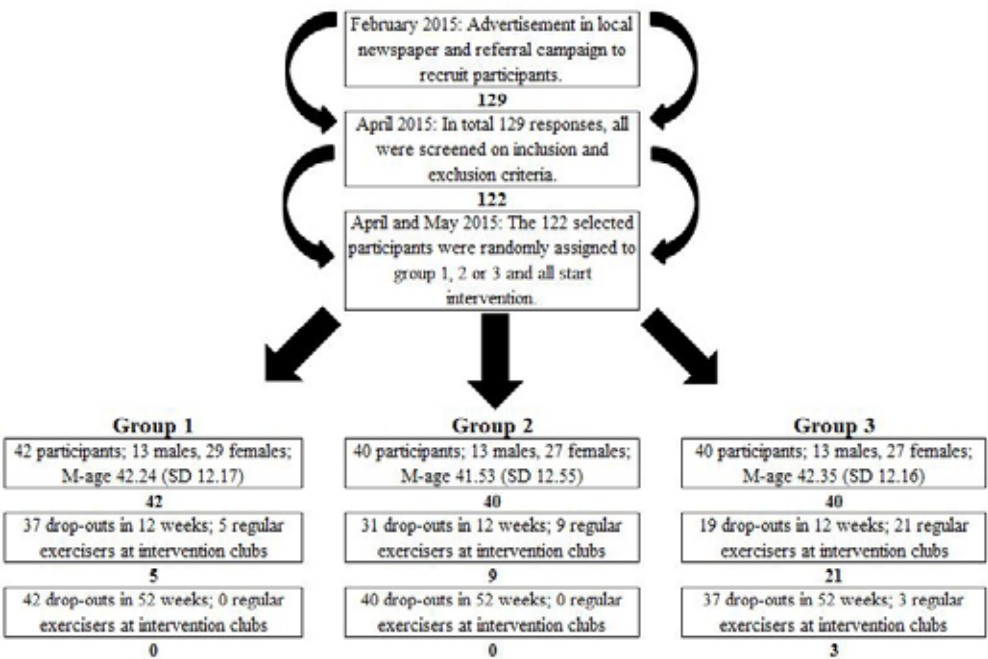 February 2015: Advertisement in local
newspaper and referral campaign to
recruit participants.
129
April 2015: In total 129 responses, all
were screened on inclusion and
exclusion criteria.
122
April and May 2015: The 122 selected
participants were randomly assigned to
group 1, 2 or 3 and all start
intervention.
Group 1
42 participants; 13 males, 29 females;
M-age 42.24 (SD 12.17)
42
37 drop-outs in 12 weeks; 5 regular
exercisers at intervention clubs
5
42 drop-outs in 52 weeks; 0 regular
exercisers at intervention clubs
0
Group 2
40 participants; 13 males, 27 females;
M-age 41.53 (SD 12.55)
40
31 drop-outs in 12 weeks; 9 regular
exercisers at intervention clubs
9
40 drop-outs in 52 weeks; 0 regular
exercisers at intervention clubs
0
Group 3
40 participants; 13 males, 27 females;
M-age 42.35 (SD 12.16)
40
19 drop-outs in 12 weeks; 21 regular
exercisers at intervention clubs
21
37 drop-outs in 52 weeks; 3 regular
exercisers at intervention clubs
3